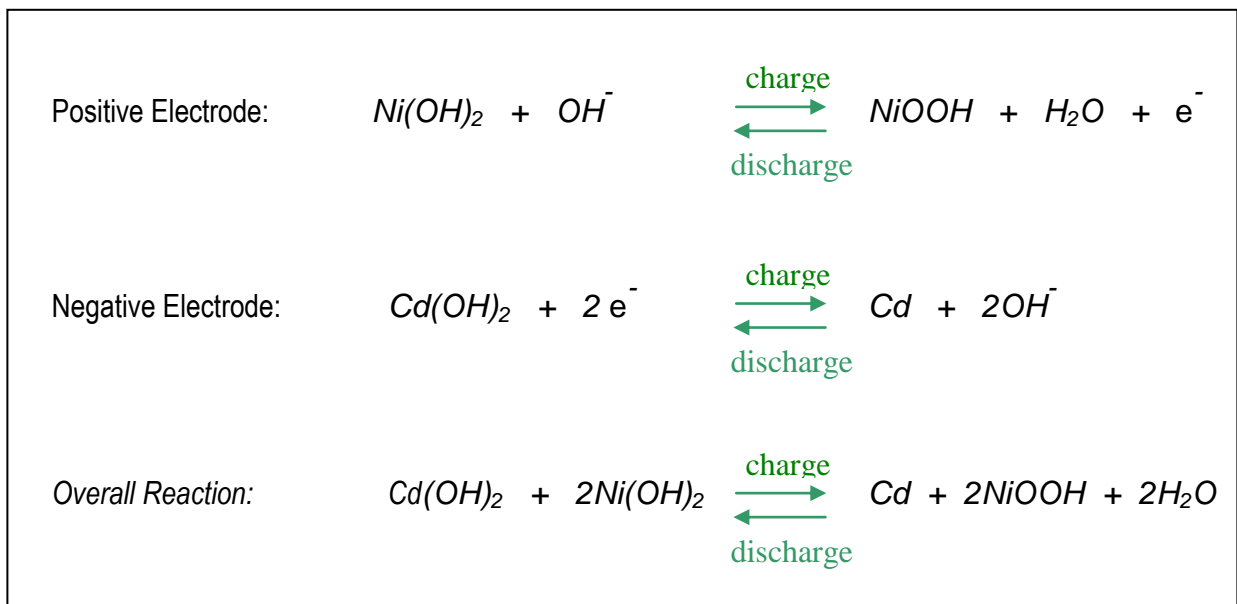 charge
Positive Electrode: Ni(OH)₂ + OH⁻ NiOOH + H₂O + e⁻
discharge
charge
Negative Electrode: Cd(OH)₂ + 2 e⁻ Cd + 2OH⁻
discharge
charge
Overall Reaction: Cd(OH)₂ + 2Ni(OH)₂ Cd + 2NiOOH + 2H₂O
discharge